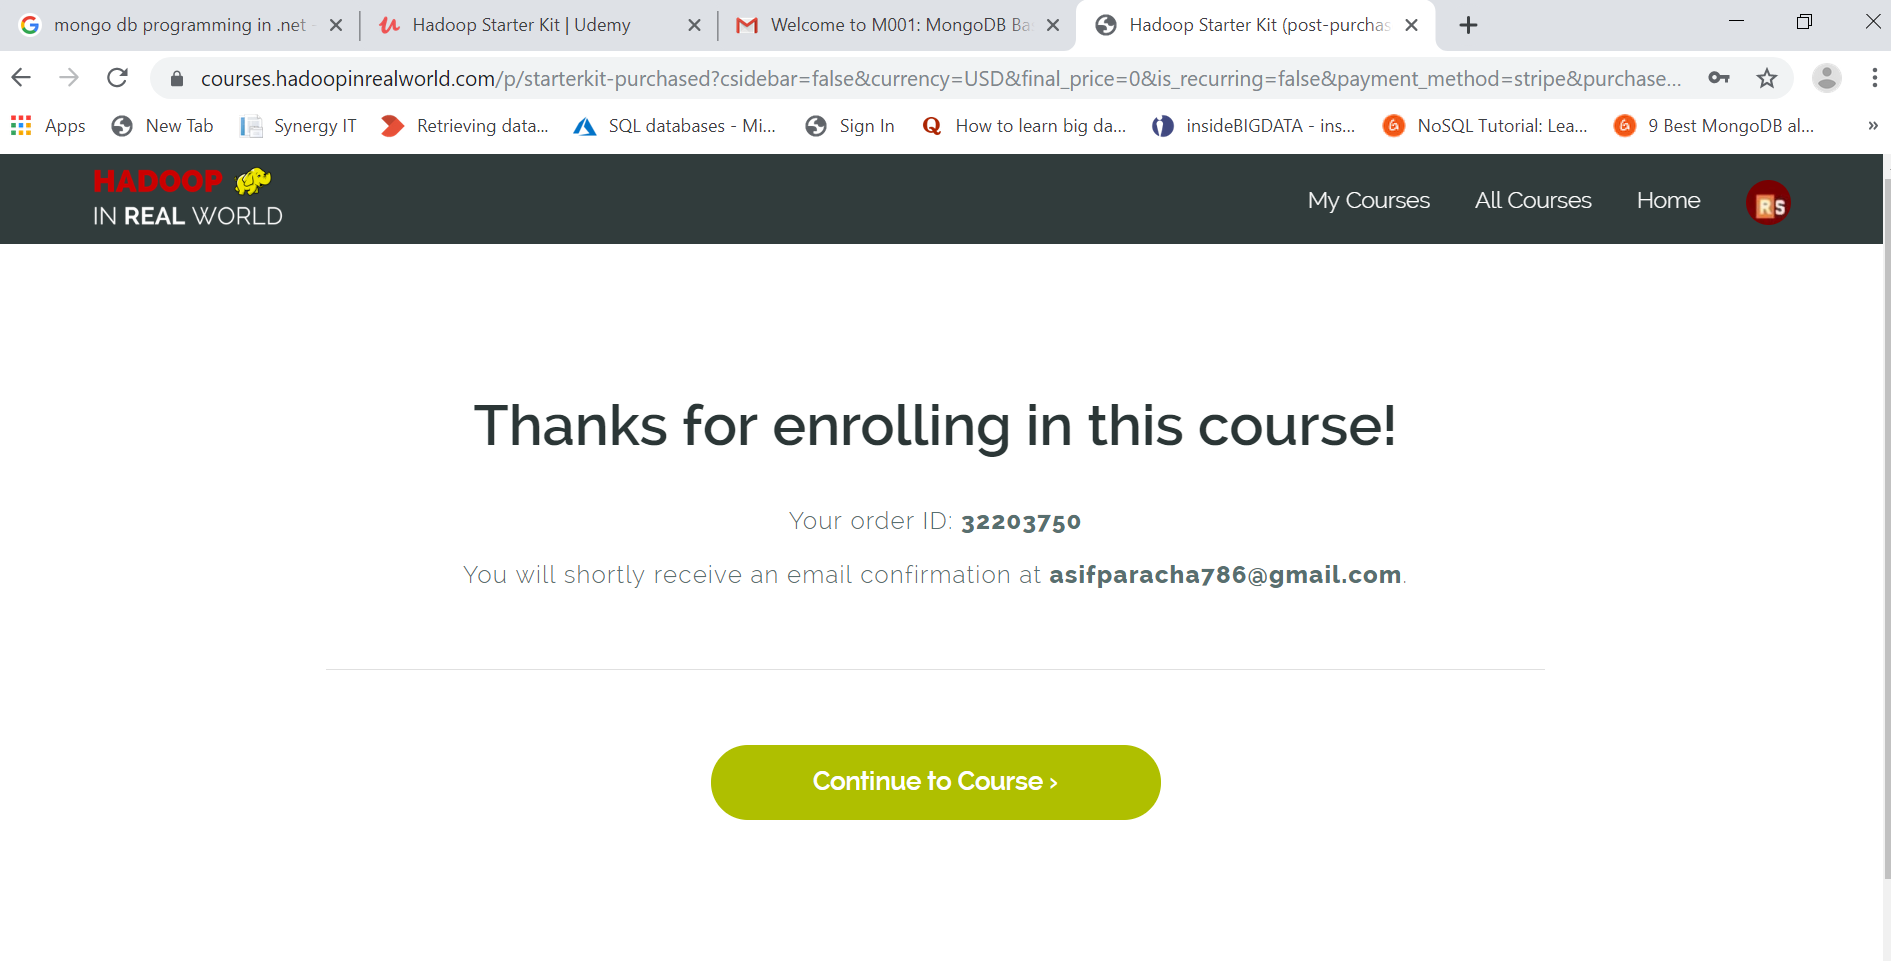 mongo db programming in .net -
Hadoop Starter Kit | Udemy
Welcome to M001: MongoDB Ba
Hadoop Starter Kit (post-purchas
courses.hadoopinrealworld.com/p/starterkit-purchased?csidebar=false&currency=USD&final_price=0&is_recurring=false&payment_method=stripe&purchase...
Apps
New Tab
Synergy IT
Retrieving data...
SQL databases - Mi...
Sign In
How to learn big da...
insideBIGDATA - ins...
NoSQL Tutorial: Lea...
9 Best MongoDB al...
»
HADOOP
IN REAL WORLD
My Courses
All Courses
Home
RS
Thanks for enrolling in this course!
Your order ID: 32203750
You will shortly receive an email confirmation at asifparacha786@gmail.com.
Continue to Course ›